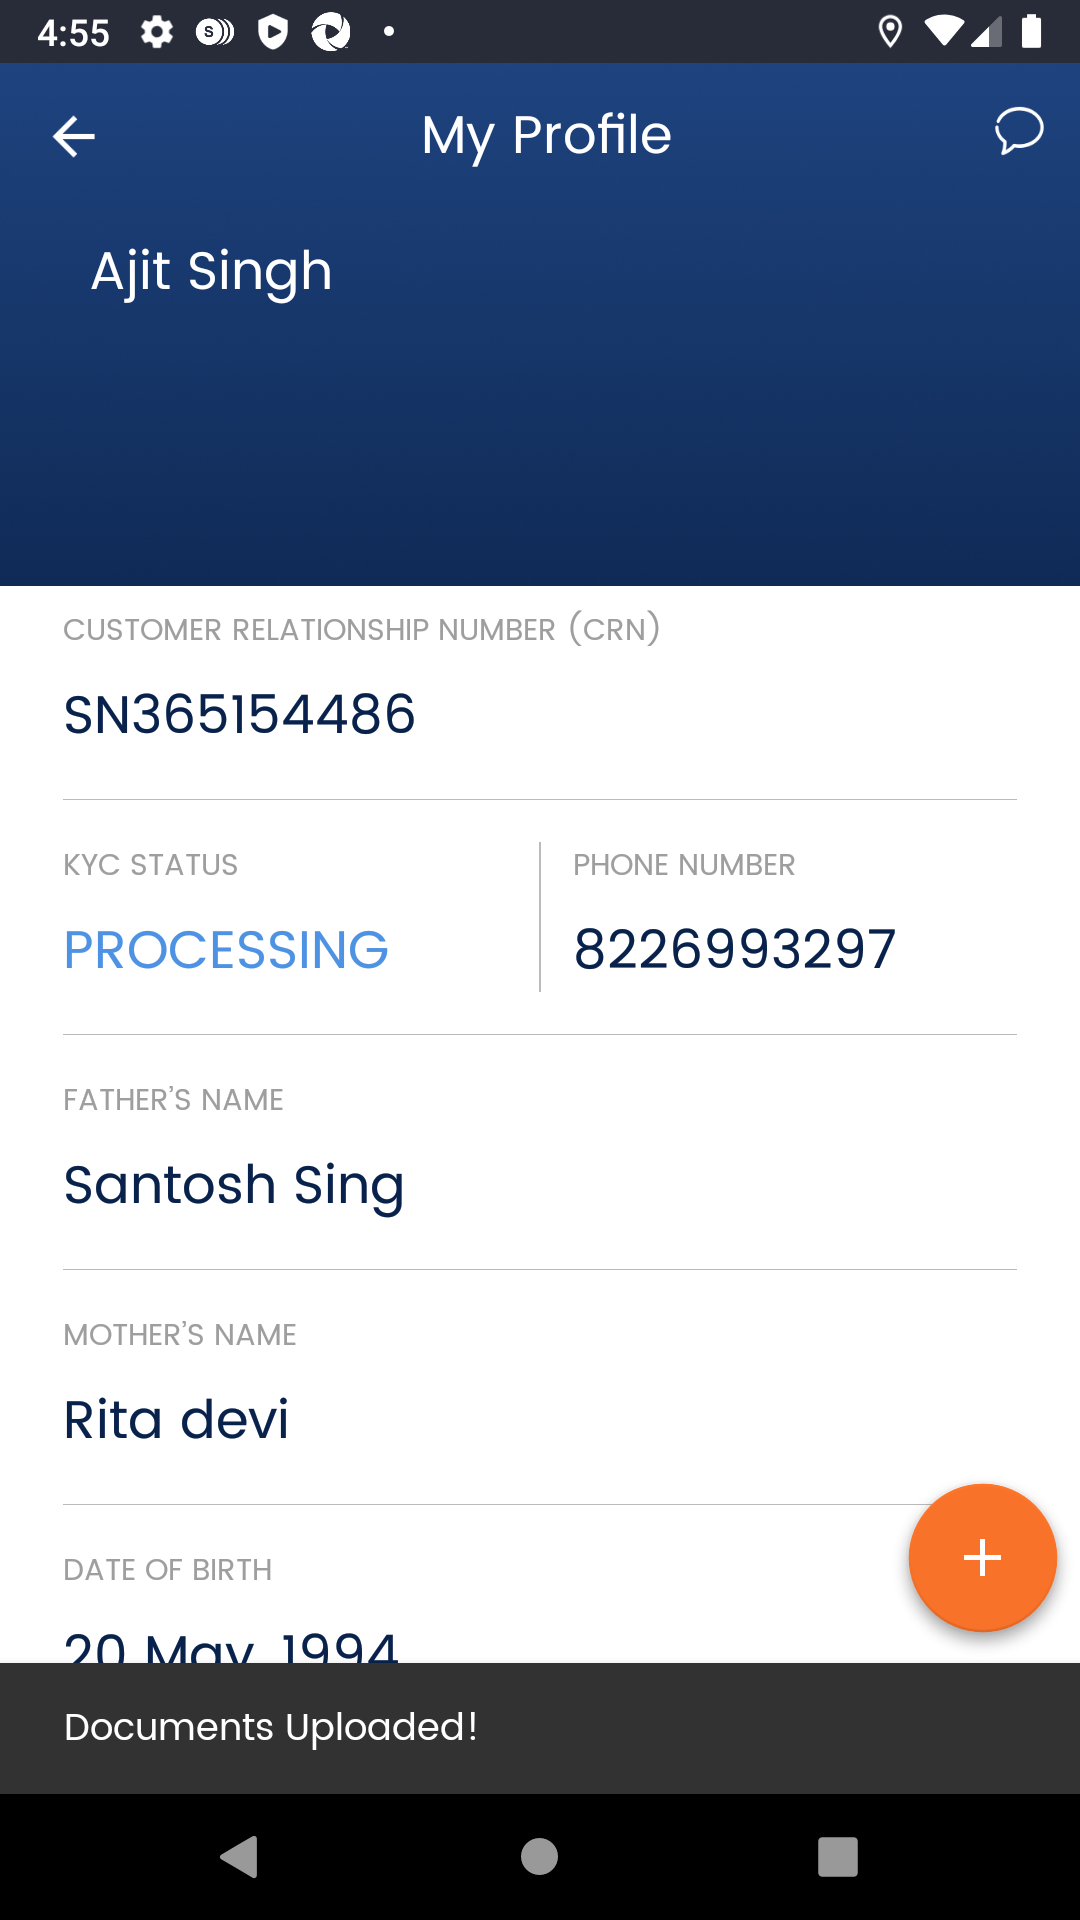 4:55
My Profile
Ajit Singh
CUSTOMER RELATIONSHIP NUMBER (CRN)
SN365154486
KYC STATUS
PHONE NUMBER
PROCESSING
8226993297
FATHER'S NAME
Santosh Sing
MOTHER'S NAME
Rita devi
DATE OF BIRTH
20 May, 1994
Documents Uploaded!